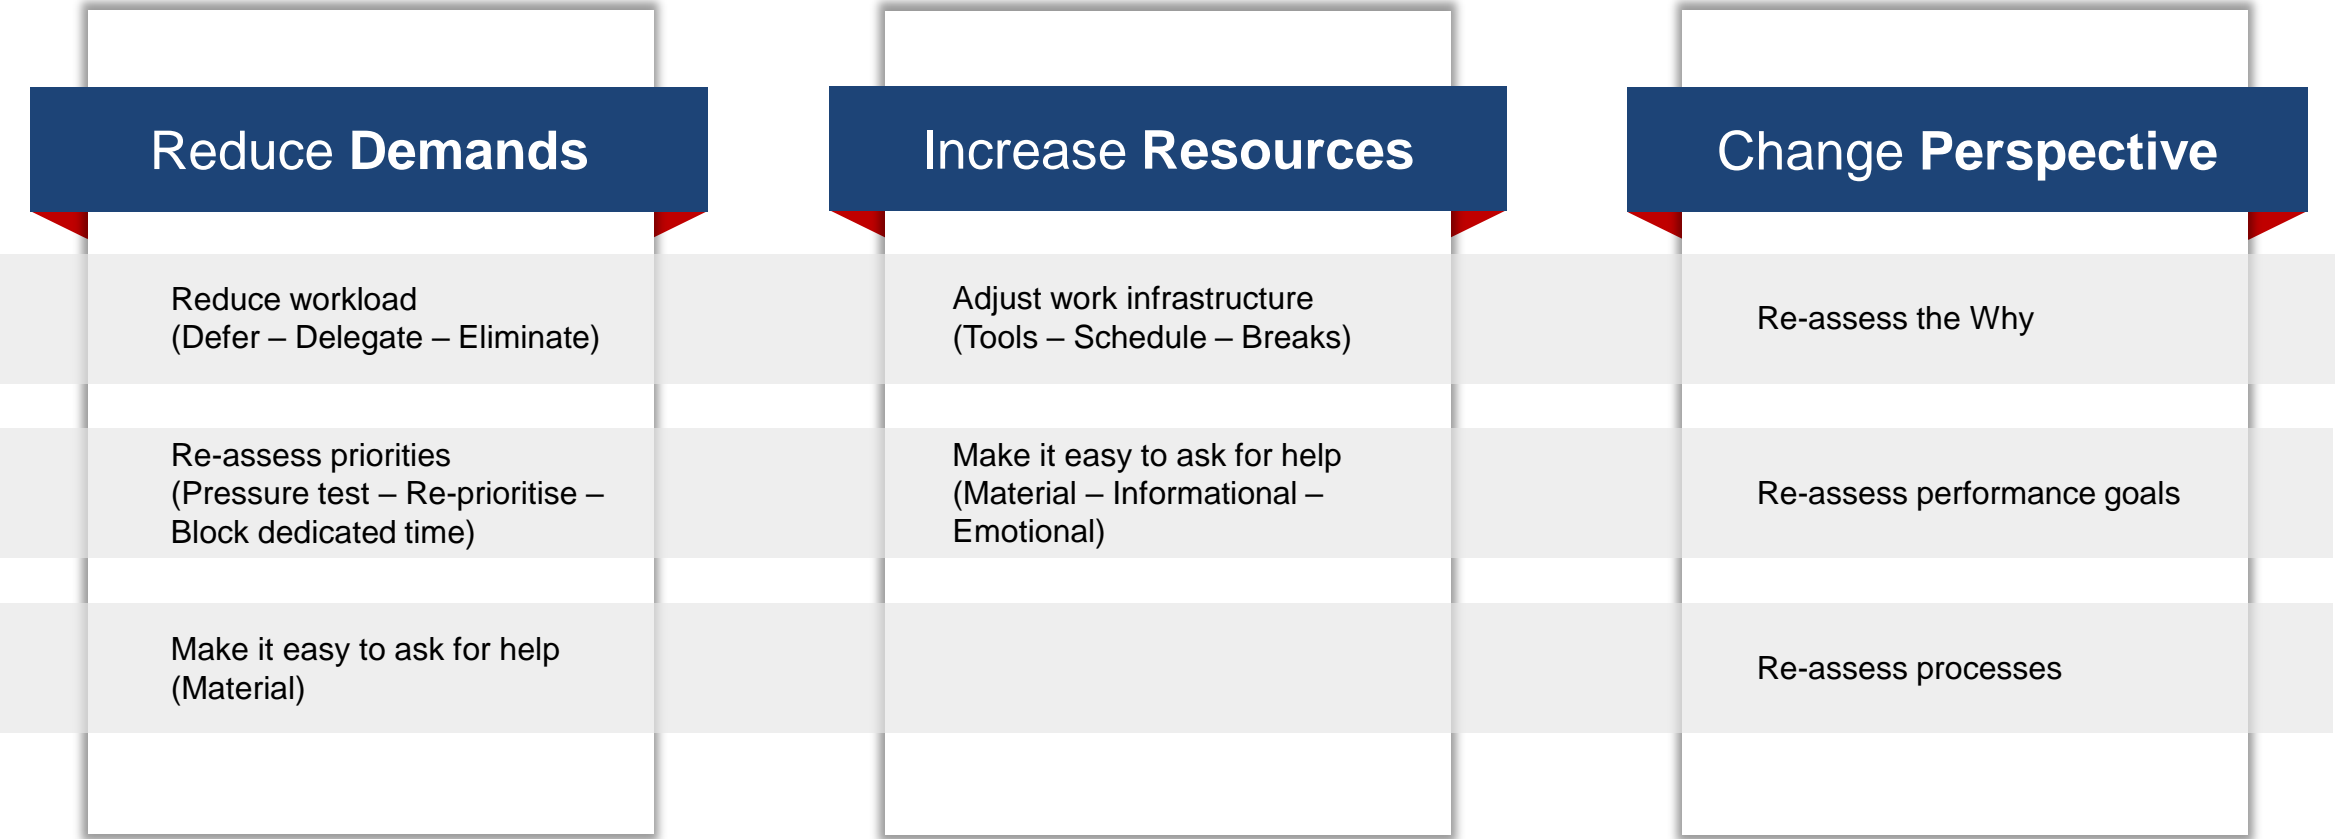 Reduce Demands
Reduce workload
(Defer – Delegate – Eliminate)
Re-assess priorities
(Pressure test – Re-prioritise –
Block dedicated time)
Make it easy to ask for help
(Material)
Increase Resources
Adjust work infrastructure
(Tools – Schedule – Breaks)
Make it easy to ask for help
(Material – Informational –
Emotional)
Change Perspective
Re-assess the Why
Re-assess performance goals
Re-assess processes